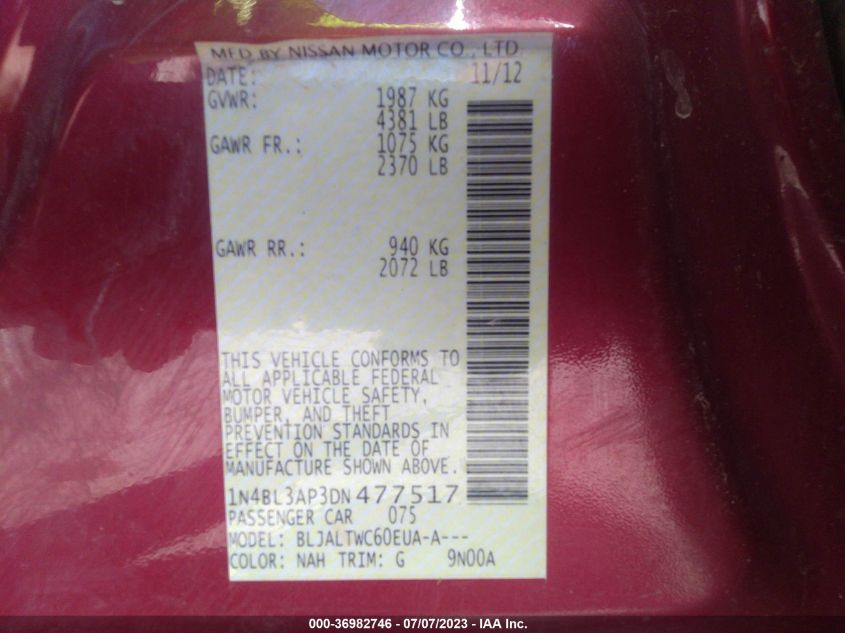 MFD BY NISSAN MOTOR CO., LTD.
DATE: 11/12
GVWR: 1987 KG
4381 LB
GAWR FR.: 1075 KG
2370 LB
GAWR RR.: 940 KG
2072 LB
THIS VEHICLE CONFORMS TO
ALL APPLICABLE FEDERAL
MOTOR VEHICLE SAFETY,
BUMPER, AND THEFT
PREVENTION STANDARDS IN
EFFECT ON THE DATE OF
MANUFACTURE SHOWN ABOVE.
1N4BL3AP3DN477517
PASSENGER CAR 075
MODEL: BLJALTWC60EUA-A---
COLOR: NAH TRIM: G 9N00A
000-36982746 - 07/07/2023 - IAA Inc.